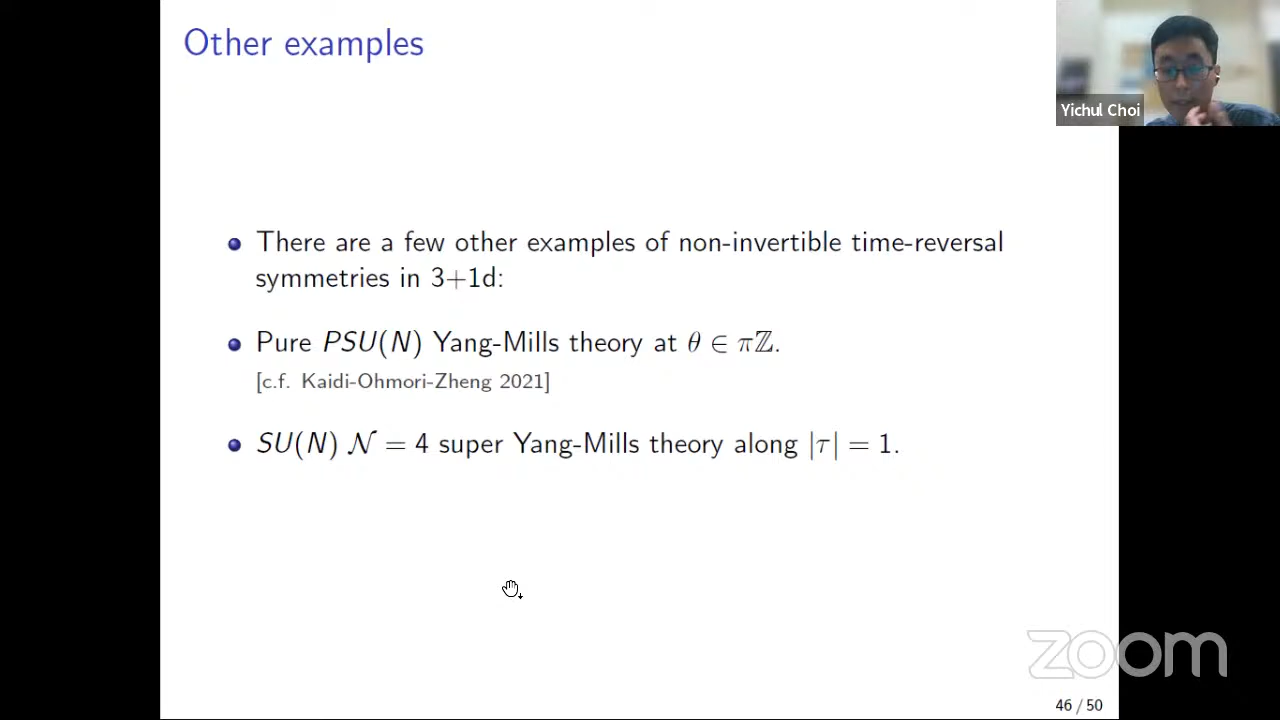 Other examples
Yichul Choi
There are a few other examples of non-invertible time-reversal
symmetries in 3+1d:
Pure PSU(N) Yang-Mills theory at θ ∈ πℤ.
[c.f. Kaidi-Ohmori-Zheng 2021]
SU(N) 𝒩 = 4 super Yang-Mills theory along |τ| = 1.
zoom
46 / 50